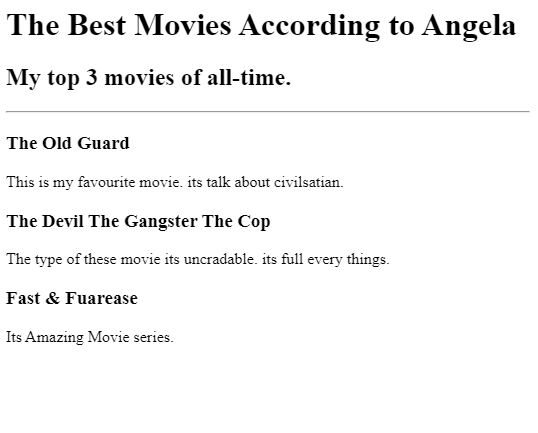 The Best Movies According to Angela
My top 3 movies of all-time.
The Old Guard
This is my favourite movie. its talk about civilsatian.
The Devil The Gangster The Cop
The type of these movie its uncradable. its full every things.
Fast & Fuarease
Its Amazing Movie series.